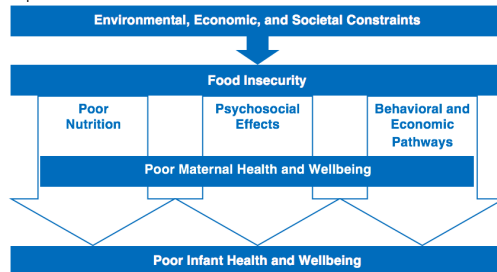 Environmental, Economic, and Societal Constraints
Food Insecurity
Poor
Nutrition
Psychosocial
Effects
Behavioral and
Economic
Pathways
Poor Maternal Health and Wellbeing
Poor Infant Health and Wellbeing